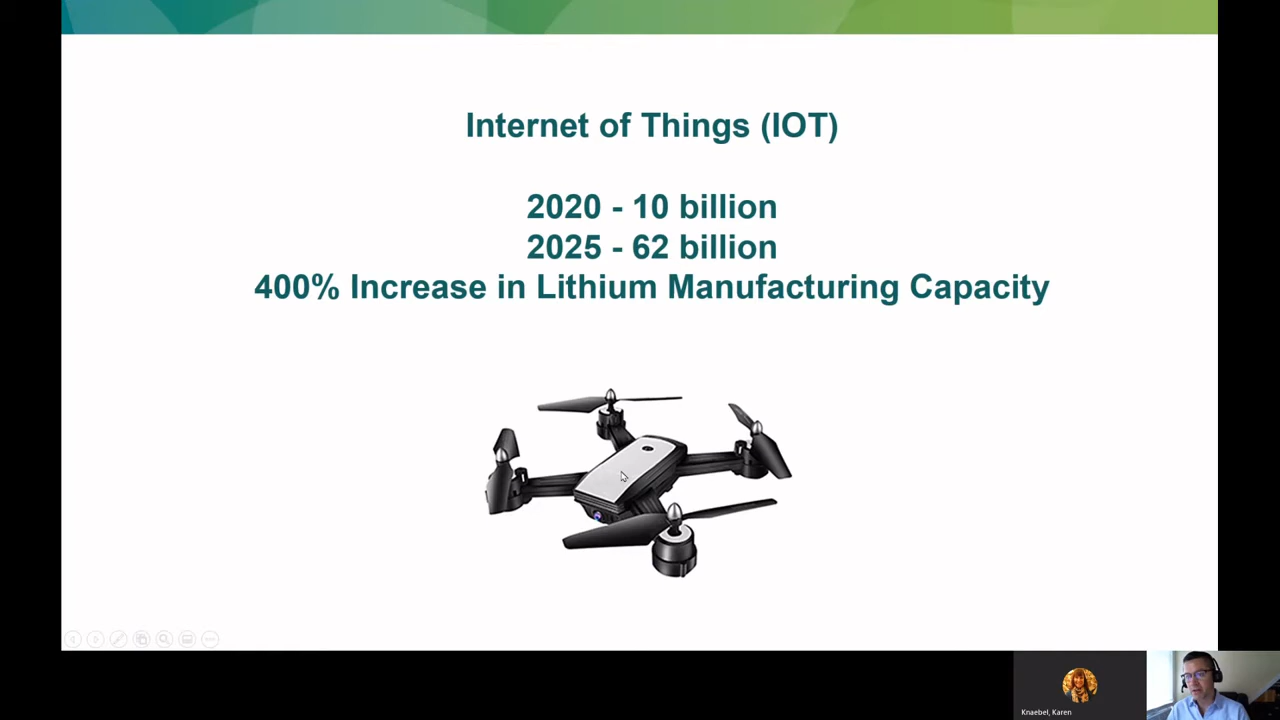 Internet of Things (IOT)
2020 - 10 billion
2025 - 62 billion
400% Increase in Lithium Manufacturing Capacity
Knaebel, Karen